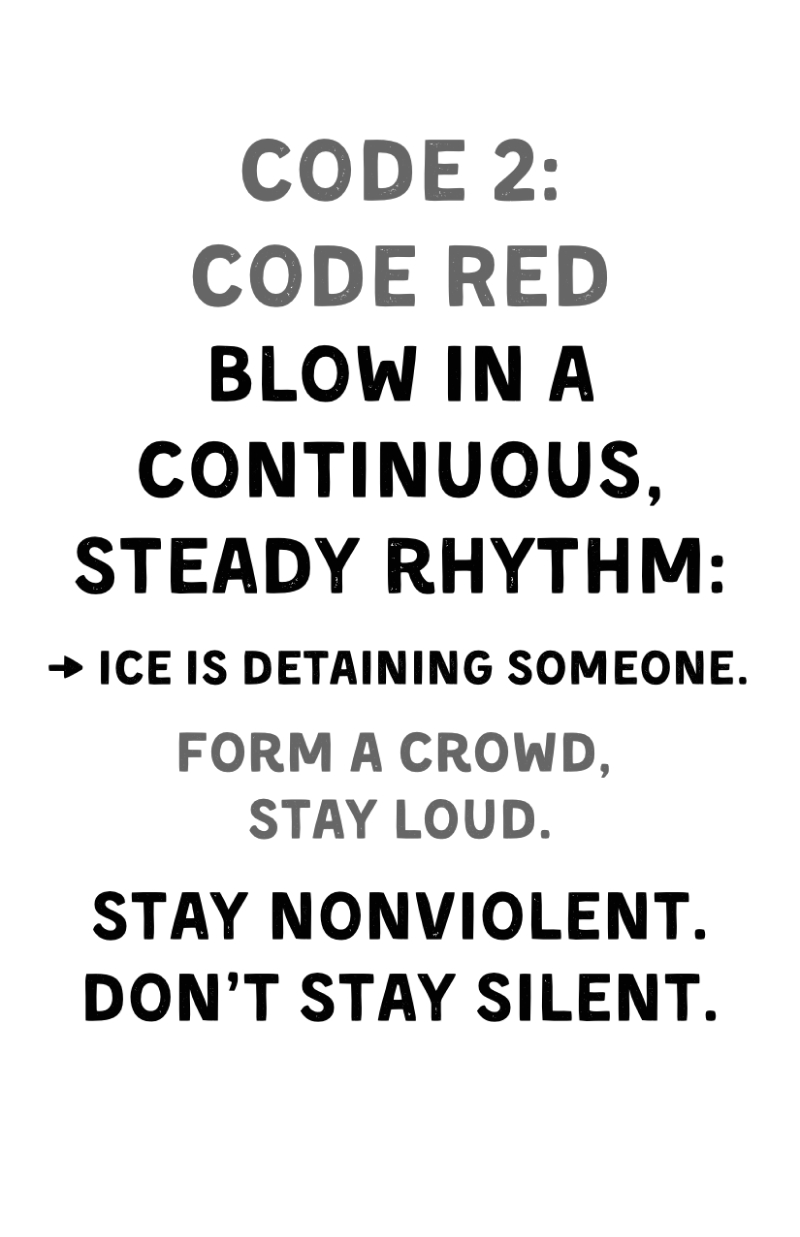 CODE 2:
CODE RED
BLOW IN A
CONTINUOUS,
STEADY RHYTHM:
→ ICE IS DETAINING SOMEONE.
FORM A CROWD,
STAY LOUD.
STAY NONVIOLENT.
DON'T STAY SILENT.